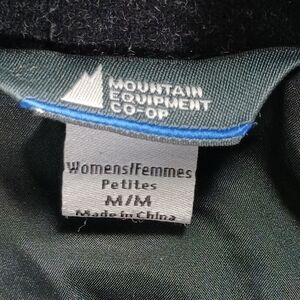 MOUNTAIN
EQUIPMENT
CO-OP
Womens/Femmes
Petites
M/M
Made in China